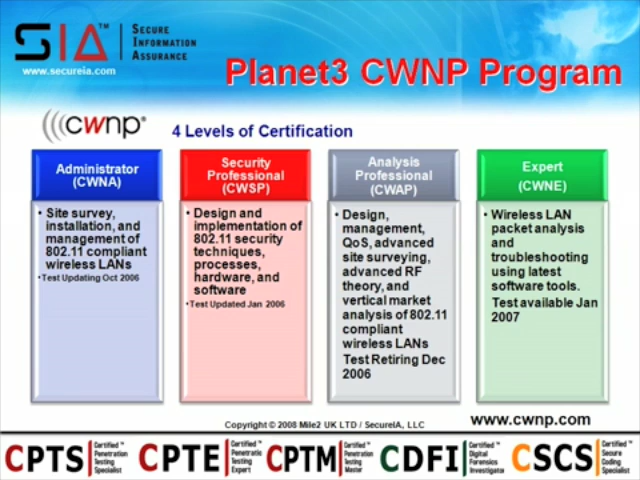 SIA
SECURE
INFORMATION
ASSURANCE
www.secureia.com
Planet3 CWNP Program
cwnp®
4 Levels of Certification
Administrator
(CWNA)
• Site survey,
installation, and
management of
802.11 compliant
wireless LANs
•Test Updating Oct 2006
Security
Professional
(CWSP)
• Design and
implementation of
802.11 security
techniques,
processes,
hardware, and
software
•Test Updated Jan 2006
Analysis
Professional
(CWAP)
• Design,
management,
QoS, advanced
site surveying,
advanced RF
theory, and
vertical market
analysis of 802.11
compliant
wireless LANs
Test Retiring Dec
2006
Expert
(CWNE)
• Wireless LAN
packet analysis
and
troubleshooting
using latest
software tools.
Test available Jan
2007
Copyright © 2008 Mile2 UK LTD / SecureIA, LLC
www.cwnp.com
CPTS
Certified™
Penetration
Testing
Specialist
CPTE
Certified™
Penetratic
Testing
Expert
CPTM
Certified™
Penetration
Testing
Master
CDFI
Certified™
Digital
Forensics
Investigator
CSCS
Certified™
Secure
Coding
Specialist